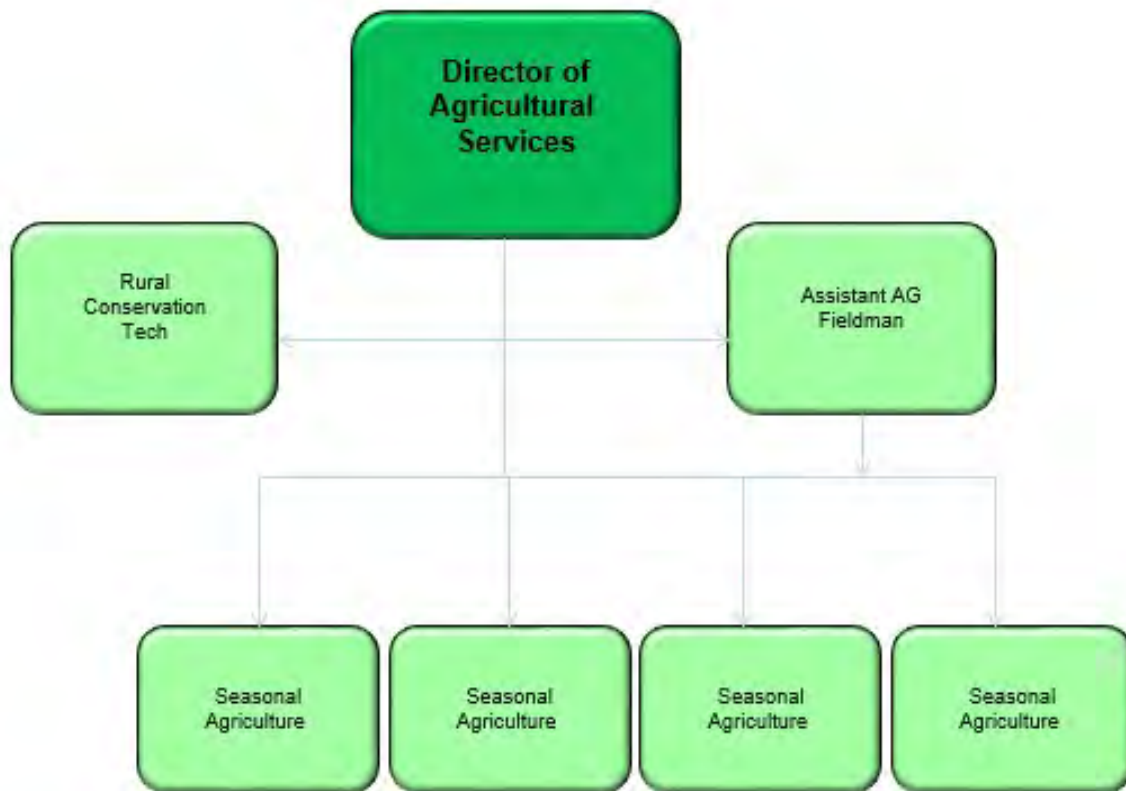 Director of
Agricultural
Services
Rural
Conservation
Tech
Assistant AG
Fieldman
Seasonal
Agriculture
Seasonal
Agriculture
Seasonal
Agriculture
Seasonal
Agriculture